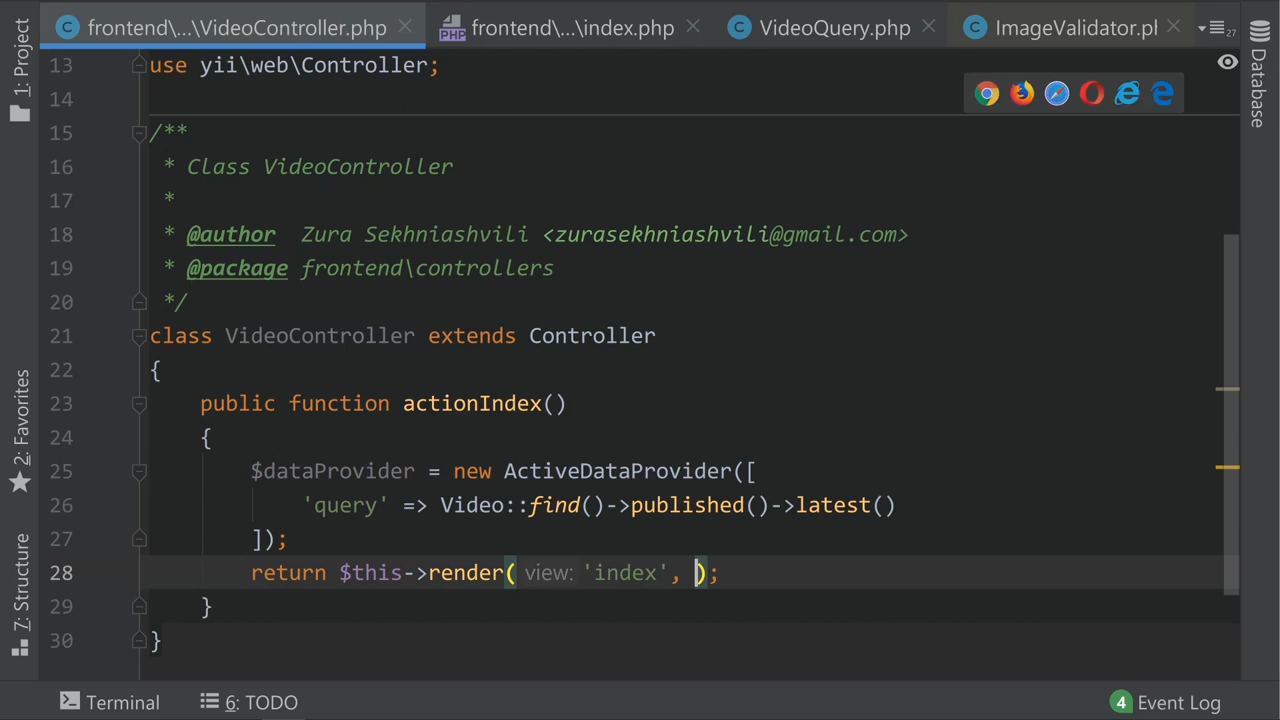 frontend\...\VideoController.php
frontend\...\index.php
VideoQuery.php
ImageValidator.ph
27
1: Project
2: Favorites
7: Structure
Database
13 use yii\web\Controller;
14
15 /**
16 * Class VideoController
17 *
18 * @author Zura Sekhniashvili <zurasekhniashvili@gmail.com>
19 * @package frontend\controllers
20 */
21 class VideoController extends Controller
22 {
23 public function actionIndex()
24 {
25 $dataProvider = new ActiveDataProvider([
26 'query' => Video::find()->published()->latest()
27 ]);
28 return $this->render( view: 'index', );
29 }
30 }
Terminal
6: TODO
4 Event Log